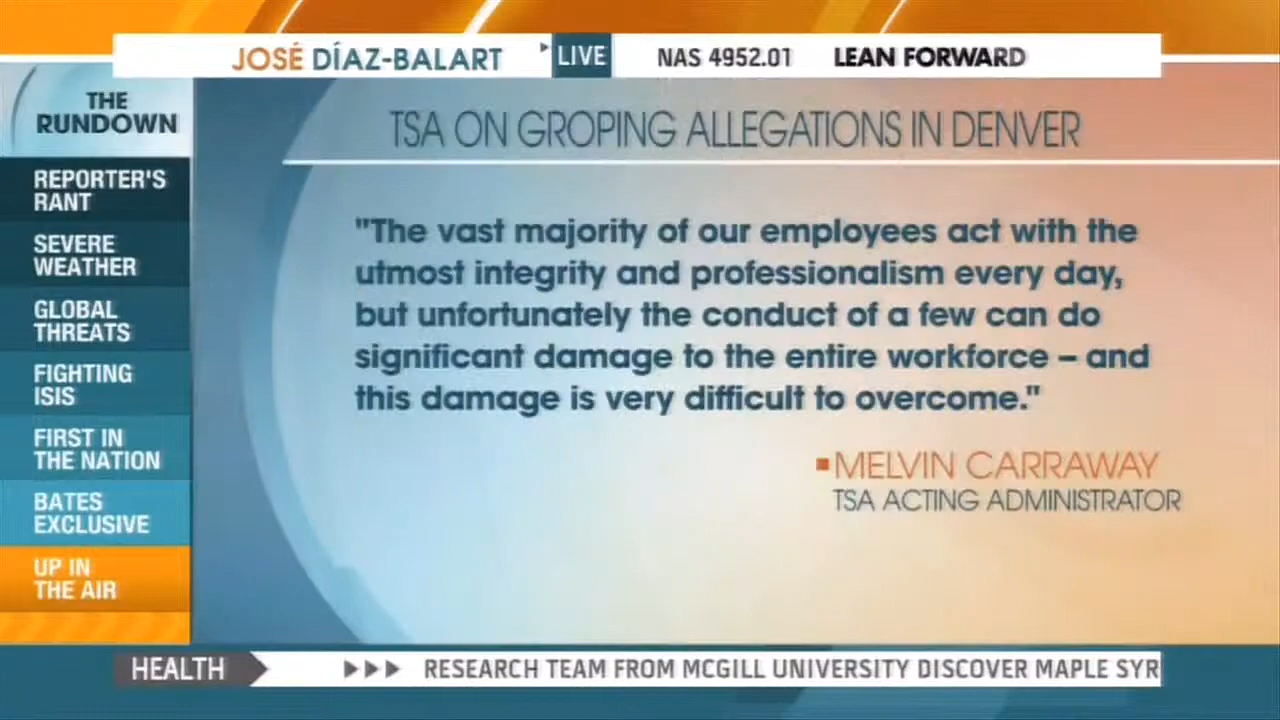 JOSÉ DÍAZ-BALART LIVE NAS 4952.01 LEAN FORWARD
THE
RUNDOWN
REPORTER'S
RANT
SEVERE
WEATHER
GLOBAL
THREATS
FIGHTING
ISIS
FIRST IN
THE NATION
BATES
EXCLUSIVE
UP IN
THE AIR
TSA ON GROPING ALLEGATIONS IN DENVER
"The vast majority of our employees act with the
utmost integrity and professionalism every day,
but unfortunately the conduct of a few can do
significant damage to the entire workforce – and
this damage is very difficult to overcome."
MELVIN CARRAWAY
TSA ACTING ADMINISTRATOR
HEALTH RESEARCH TEAM FROM MCGILL UNIVERSITY DISCOVER MAPLE SYR